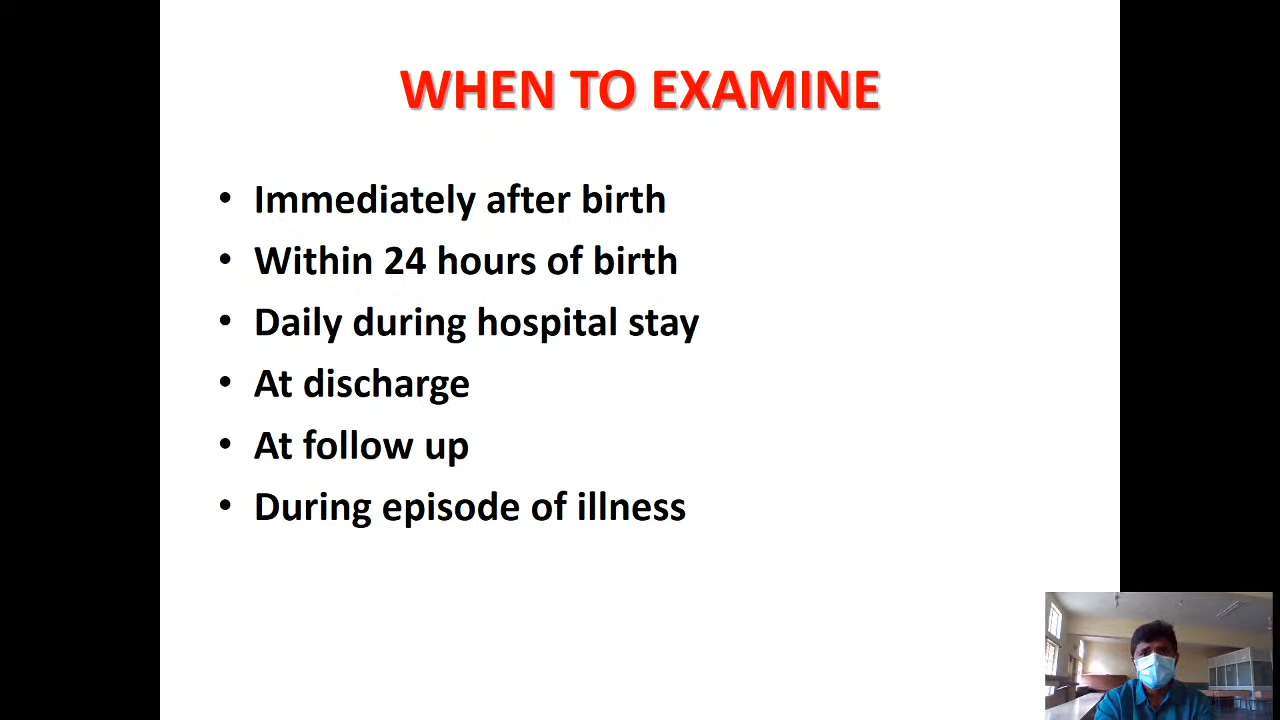 WHEN TO EXAMINE
• Immediately after birth
• Within 24 hours of birth
• Daily during hospital stay
• At discharge
• At follow up
• During episode of illness